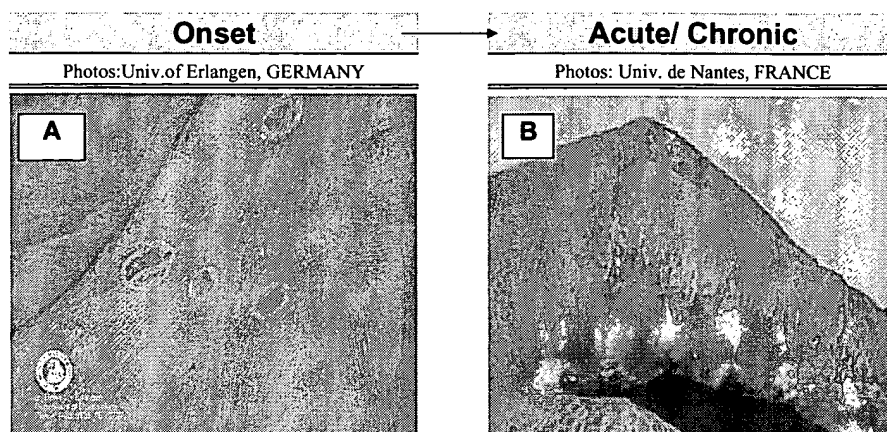 Onset
Acute/ Chronic
Photos:Univ.of Erlangen, GERMANY
Photos: Univ. de Nantes, FRANCE
A
B